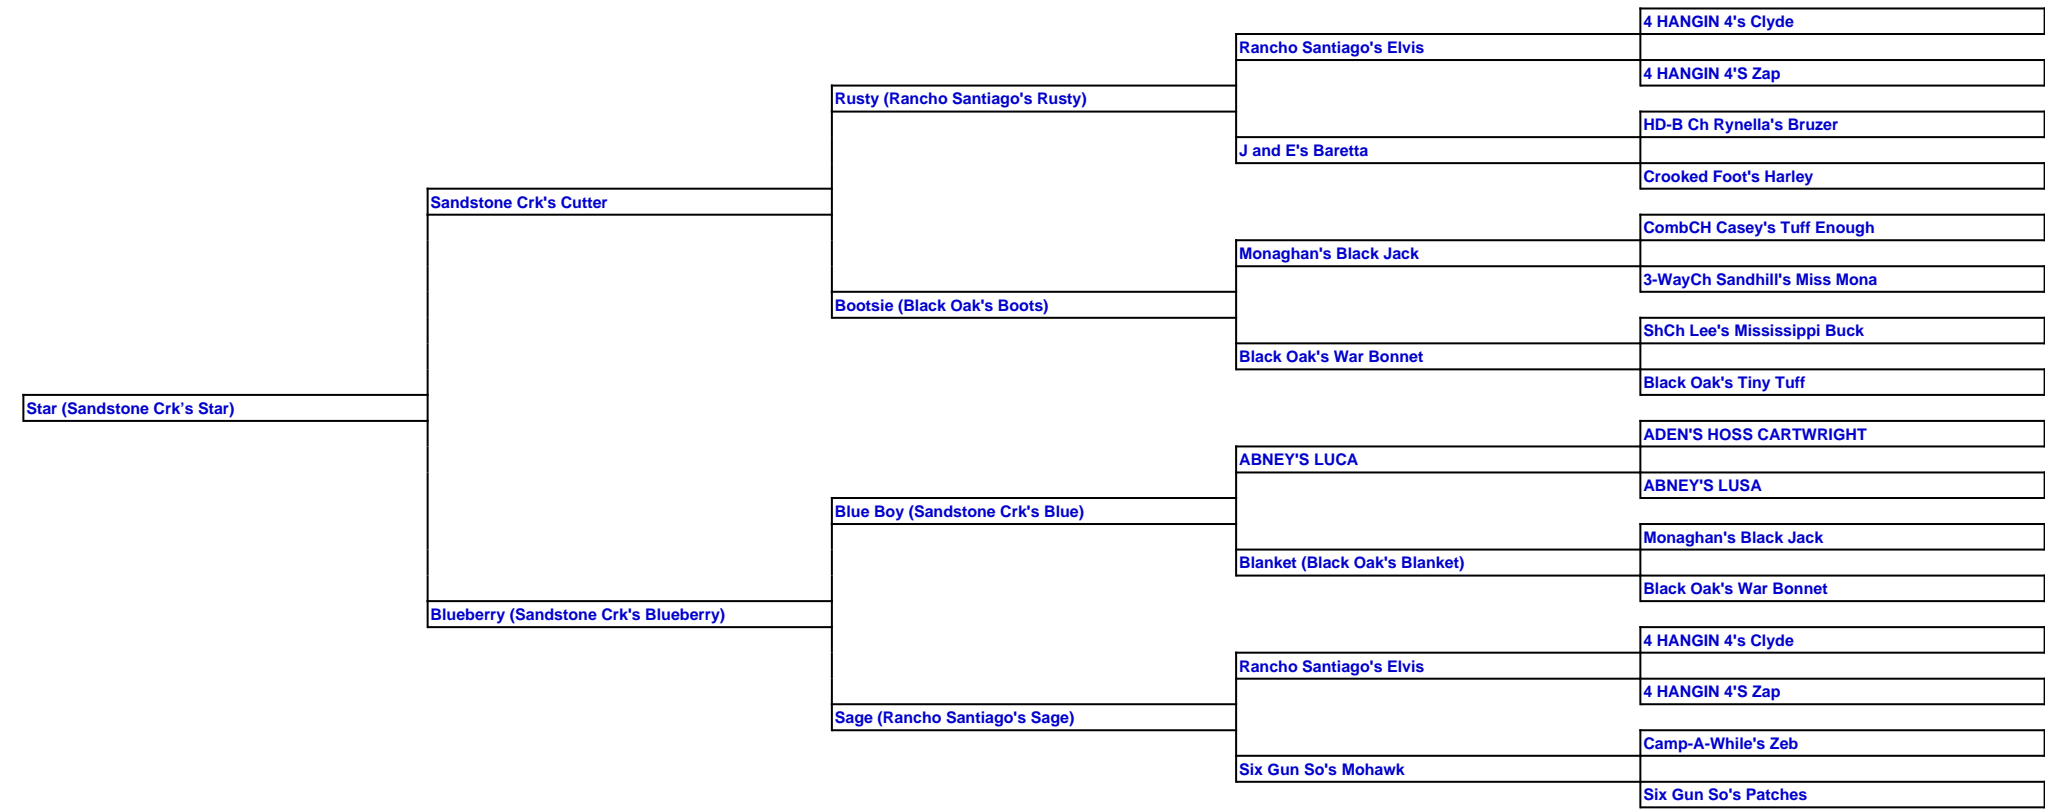 4 HANGIN 4's Clyde
Rancho Santiago's Elvis
4 HANGIN 4'S Zap
Rusty (Rancho Santiago's Rusty)
HD-B Ch Rynella's Bruzer
J and E's Baretta
Crooked Foot's Harley
Sandstone Crk's Cutter
CombCH Casey's Tuff Enough
Monaghan's Black Jack
3-WayCh Sandhill's Miss Mona
Bootsie (Black Oak's Boots)
ShCh Lee's Mississippi Buck
Black Oak's War Bonnet
Black Oak's Tiny Tuff
Star (Sandstone Crk's Star)
ADEN'S HOSS CARTWRIGHT
ABNEY'S LUCA
ABNEY'S LUSA
Blue Boy (Sandstone Crk's Blue)
Monaghan's Black Jack
Blanket (Black Oak's Blanket)
Black Oak's War Bonnet
Blueberry (Sandstone Crk's Blueberry)
4 HANGIN 4's Clyde
Rancho Santiago's Elvis
4 HANGIN 4'S Zap
Sage (Rancho Santiago's Sage)
Camp-A-While's Zeb
Six Gun So's Mohawk
Six Gun So's Patches